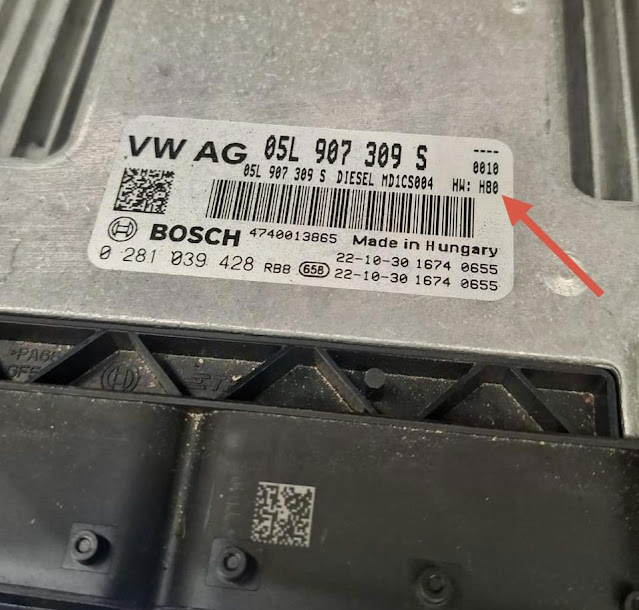 VW AG 05L 907 309 S ----
0010
05L 907 309 S DIESEL MD1CS004 HW: H80
BOSCH 4740013865 Made in Hungary
0 281 039 428 RB8 658 22-10-30 1674 0655
22-10-30 1674 0655